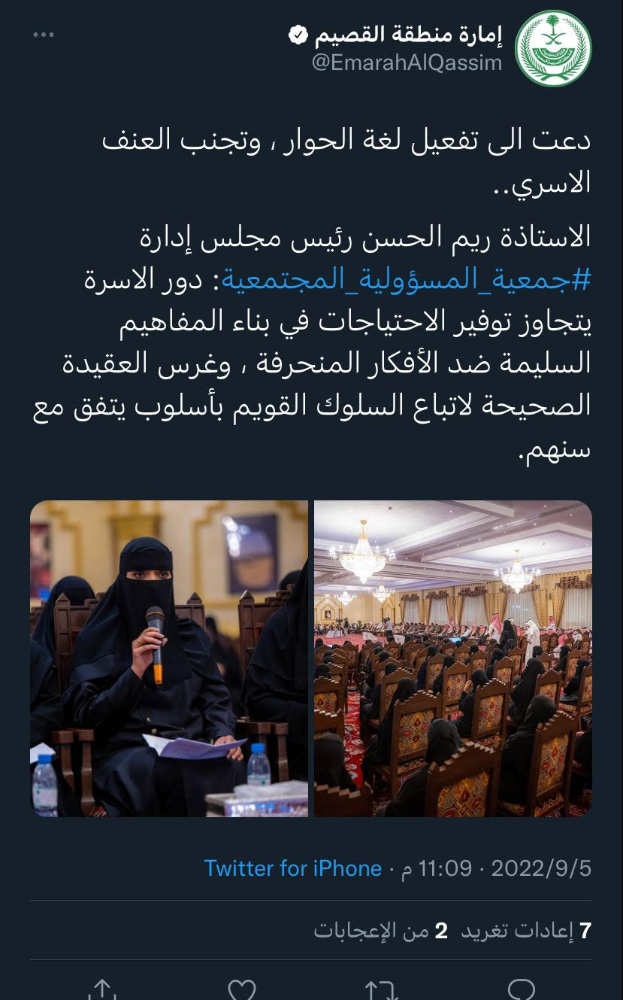 إمارة منطقة القصيم
@EmarahAlQassim
دعت الى تفعيل لغة الحوار ، وتجنب العنف
الاسري..
الاستاذة ريم الحسن رئيس مجلس إدارة
#جمعية_المسؤولية_المجتمعية: دور الاسرة
يتجاوز توفير الاحتياجات في بناء المفاهيم
السليمة ضد الأفكار المنحرفة ، وغرس العقيدة
الصحيحة لاتباع السلوك القويم بأسلوب يتفق مع
سنهم.
2022/9/5 · 11:09 م · Twitter for iPhone
7 إعادات تغريد 2 من الإعجابات